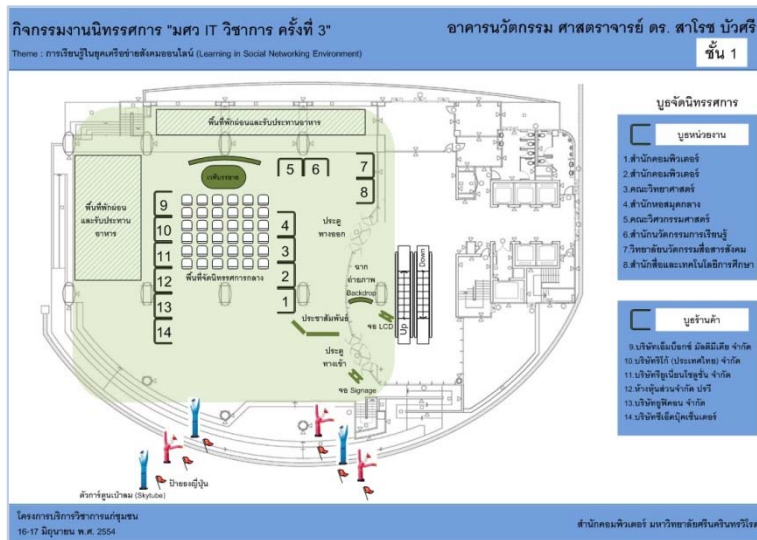 กิจกรรมงานนิทรรศการ "มศว IT วิชาการ ครั้งที่ 3"
อาคารนวัตกรรม ศาสตราจารย์ ดร. สาโรช บัวศรี
Theme : การเรียนรู้ในยุคเครือข่ายสังคมออนไลน์ (Learning in Social Networking Environment)
ชั้น 1
พื้นที่พักผ่อนและรับประทานอาหาร
พื้นที่พักผ่อน
และรับประทาน
อาหาร
เวทีบรรยาย
5
6
7
8
9
10
11
12
13
14
4
3
2
1
พื้นที่จัดนิทรรศการกลาง
ประตู
ทางออก
ฉาก
ถ่ายภาพ
Backdrop
ประชาสัมพันธ์
จอ LCD
Up
Down
ประตู
ทางเข้า
จอ Signage
ป้ายธงญี่ปุ่น
ตัวการ์ตูนเป่าลม (Skytube)
บูธจัดนิทรรศการ
บูธหน่วยงาน
1.สำนักคอมพิวเตอร์
2.สำนักคอมพิวเตอร์
3.คณะวิทยาศาสตร์
4.สำนักหอสมุดกลาง
5.คณะวิศวกรรมศาสตร์
6.สำนักนวัตกรรมการเรียนรู้
7.วิทยาลัยนวัตกรรมสื่อสารสังคม
8.สำนักสื่อและเทคโนโลยีการศึกษา
บูธร้านค้า
9.บริษัทเอ็มบ็อกซ์ มัลติมีเดีย จำกัด
10.บริษัทริโก้ (ประเทศไทย) จำกัด
11.บริษัทยูเนี่ยนโซลูชั่น จำกัด
12.ห้างหุ้นส่วนจำกัด ปรวี
13.บริษัทยูฟิคอน จำกัด
14.บริษัทซีเอ็ดบุ๊คเซ็นเตอร์
โครงการบริการวิชาการแก่ชุมชน
16-17 มิถุนายน พ.ศ. 2554
สำนักคอมพิวเตอร์ มหาวิทยาลัยศรีนครินทรวิโรฒ